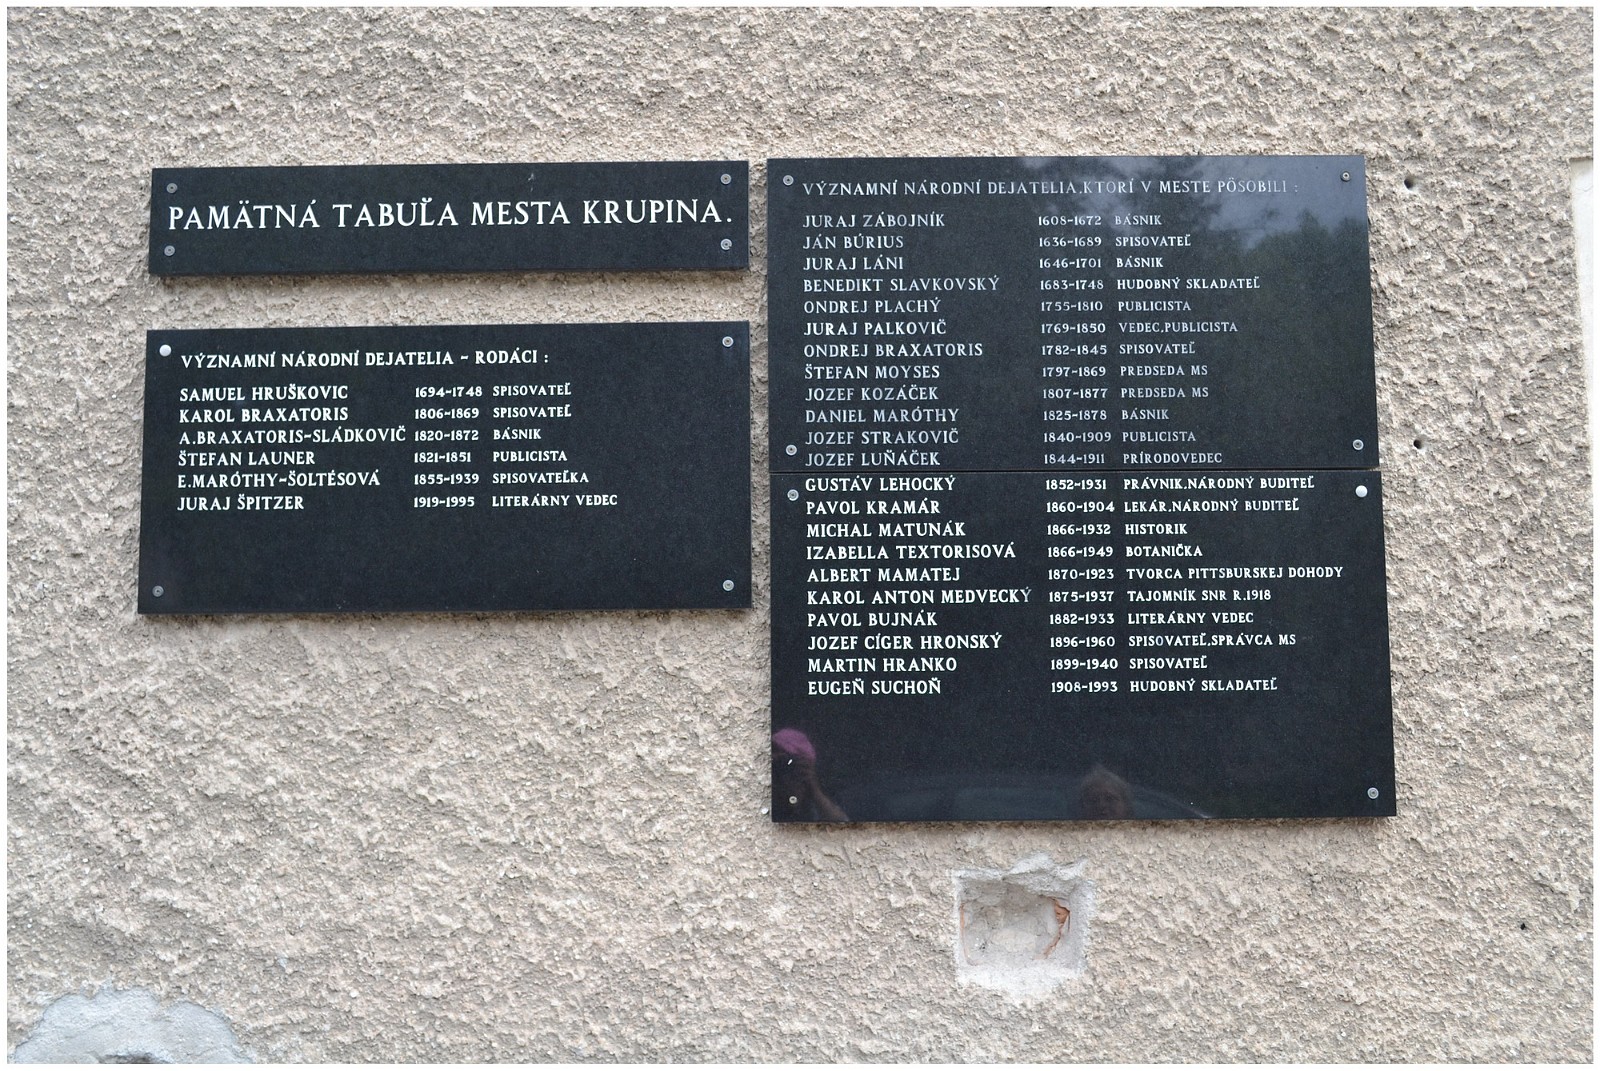 PAMÄTNÁ TABUĽA MESTA KRUPINA.
VÝZNAMNÍ NÁRODNÍ DEJATELIA - RODÁCI :
SAMUEL HRUŠKOVIC 1694-1748 SPISOVATEĽ
KAROL BRAXATORIS 1806-1869 SPISOVATEĽ
A.BRAXATORIS-SLÁDKOVIČ 1820-1872 BÁSNIK
ŠTEFAN LAUNER 1821-1851 PUBLICISTA
E.MARÓTHY-ŠOLTÉSOVÁ 1855-1939 SPISOVATEĽKA
JURAJ ŠPITZER 1919-1995 LITERÁRNY VEDEC
VÝZNAMNÍ NÁRODNÍ DEJATELIA,KTORÍ V MESTE PÔSOBILI :
JURAJ ZÁBOJNÍK 1608-1672 BÁSNIK
JÁN BÚRIUS 1636-1689 SPISOVATEĽ
JURAJ LÁNI 1646-1701 BÁSNIK
BENEDIKT SLAVKOVSKÝ 1683-1748 HUDOBNÝ SKLADATEĽ
ONDREJ PLACHÝ 1755-1810 PUBLICISTA
JURAJ PALKOVIČ 1769-1850 VEDEC,PUBLICISTA
ONDREJ BRAXATORIS 1782-1845 SPISOVATEĽ
ŠTEFAN MOYSES 1797-1869 PREDSEDA MS
JOZEF KOZÁČEK 1807-1877 PREDSEDA MS
DANIEL MARÓTHY 1825-1878 BÁSNIK
JOZEF STRAKOVIČ 1840-1909 PUBLICISTA
JOZEF LUŇÁČEK 1844-1911 PRÍRODOVEDEC
GUSTÁV LEHOCKÝ 1852-1931 PRÁVNIK,NÁRODNÝ BUDITEĽ
PAVOL KRAMÁR 1860-1904 LEKÁR,NÁRODNÝ BUDITEĽ
MICHAL MATUNÁK 1866-1932 HISTORIK
IZABELLA TEXTORISOVÁ 1866-1949 BOTANIČKA
ALBERT MAMATEJ 1870-1923 TVORCA PITTSBURSKEJ DOHODY
KAROL ANTON MEDVECKÝ 1875-1937 TAJOMNÍK SNR R.1918
PAVOL BUJNÁK 1882-1933 LITERÁRNY VEDEC
JOZEF CÍGER HRONSKÝ 1896-1960 SPISOVATEĽ,SPRÁVCA MS
MARTIN HRANKO 1899-1940 SPISOVATEĽ
EUGEŇ SUCHOŇ 1908-1993 HUDOBNÝ SKLADATEĽ